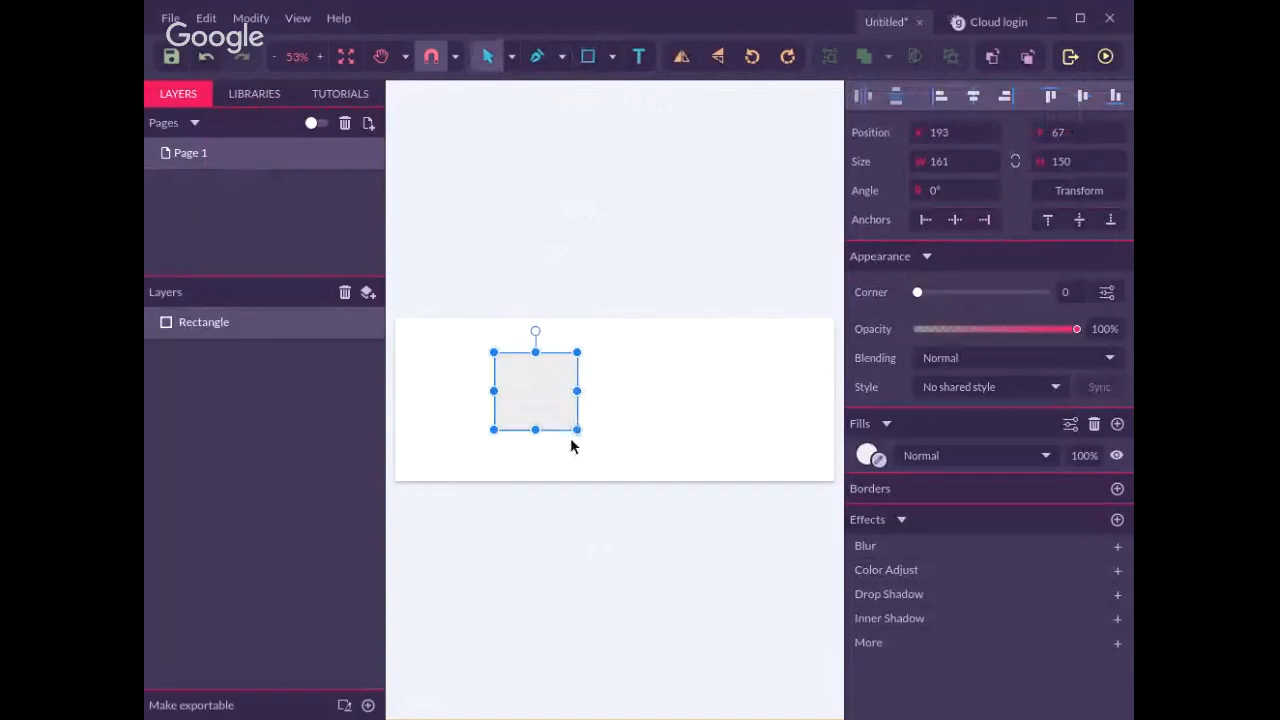 File Edit Modify View Help
Google
Untitled* × Cloud login
- 53% +
T
LAYERS LIBRARIES TUTORIALS
Pages
Page 1
Layers
Rectangle
Make exportable
Position X 193 Y 67
Size W 161 H 150
Angle R 0° Transform
Anchors
Appearance
Corner 0
Opacity 100%
Blending Normal
Style No shared style Sync
Fills
Normal 100%
Borders
Effects
Blur +
Color Adjust +
Drop Shadow +
Inner Shadow +
More +